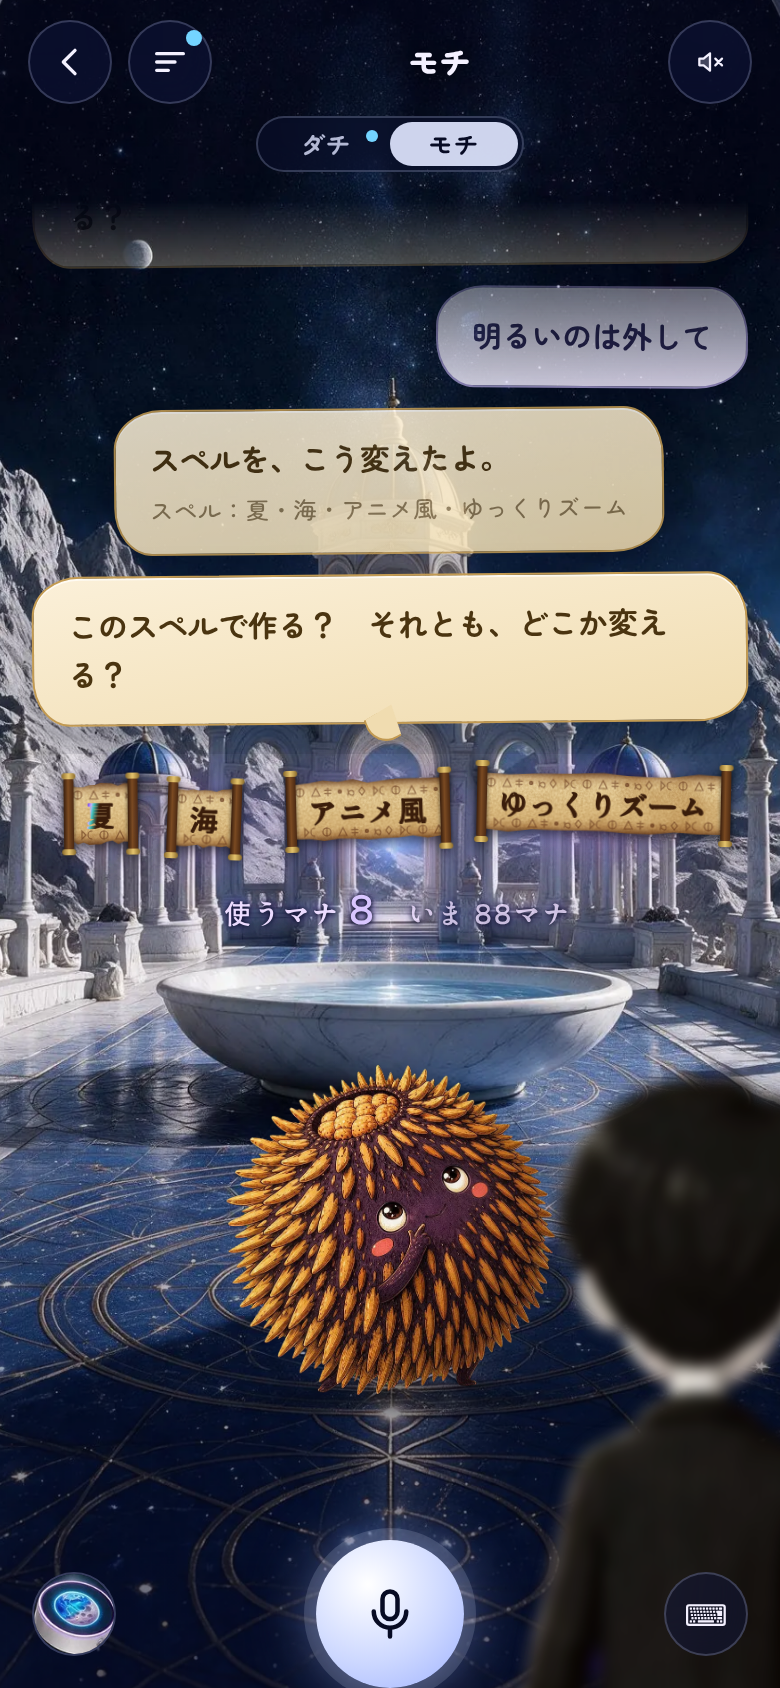 モチ
ダチ
モチ
る？
明るいのは外して
スペルを、こう変えたよ。
スペル：夏・海・アニメ風・ゆっくりズーム
このスペルで作る？　それとも、どこか変え
る？
夏
海
アニメ風
ゆっくりズーム
使うマナ 8　いま 88マナ